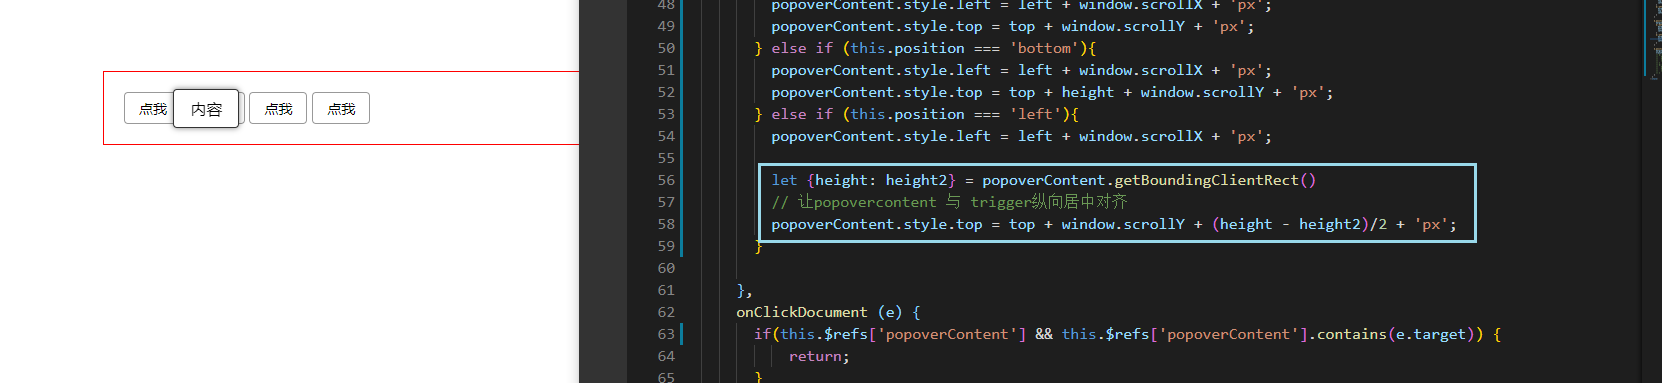 点我 内容 点我 点我
48 popoverContent.style.left = left + window.scrollX + 'px';
49 popoverContent.style.top = top + window.scrollY + 'px';
50 } else if (this.position === 'bottom'){
51 popoverContent.style.left = left + window.scrollX + 'px';
52 popoverContent.style.top = top + height + window.scrollY + 'px';
53 } else if (this.position === 'left'){
54 popoverContent.style.left = left + window.scrollX + 'px';
55
56 let {height: height2} = popoverContent.getBoundingClientRect()
57 // 让popovercontent 与 trigger纵向居中对齐
58 popoverContent.style.top = top + window.scrollY + (height - height2)/2 + 'px';
59 }
60
61 },
62 onClickDocument (e) {
63 if(this.$refs['popoverContent'] && this.$refs['popoverContent'].contains(e.target)) {
64 return;
65 }